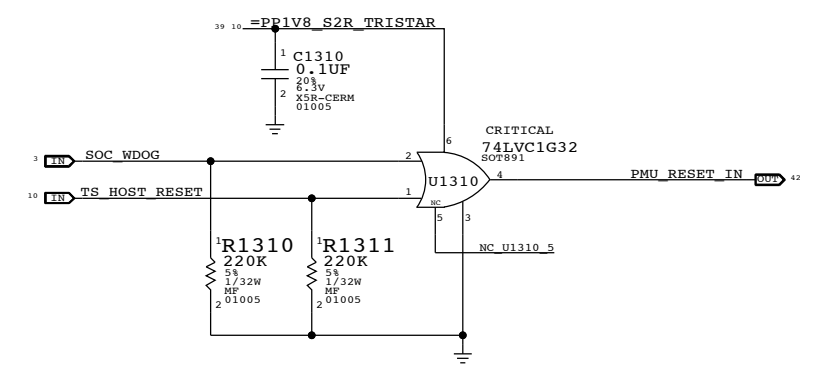 39 10 =PP1V8_S2R_TRISTAR
1 C1310
0.1UF
20%
6.3V
2 X5R-CERM
01005
6
CRITICAL
74LVC1G32
SOT891
3 IN SOC_WDOG 2
U1310
4 PMU_RESET_IN OUT 42
10 IN TS_HOST_RESET 1
NC
5 3
NC_U1310_5
1 R1310
220K
5%
1/32W
MF
2 01005
1 R1311
220K
5%
1/32W
MF
2 01005